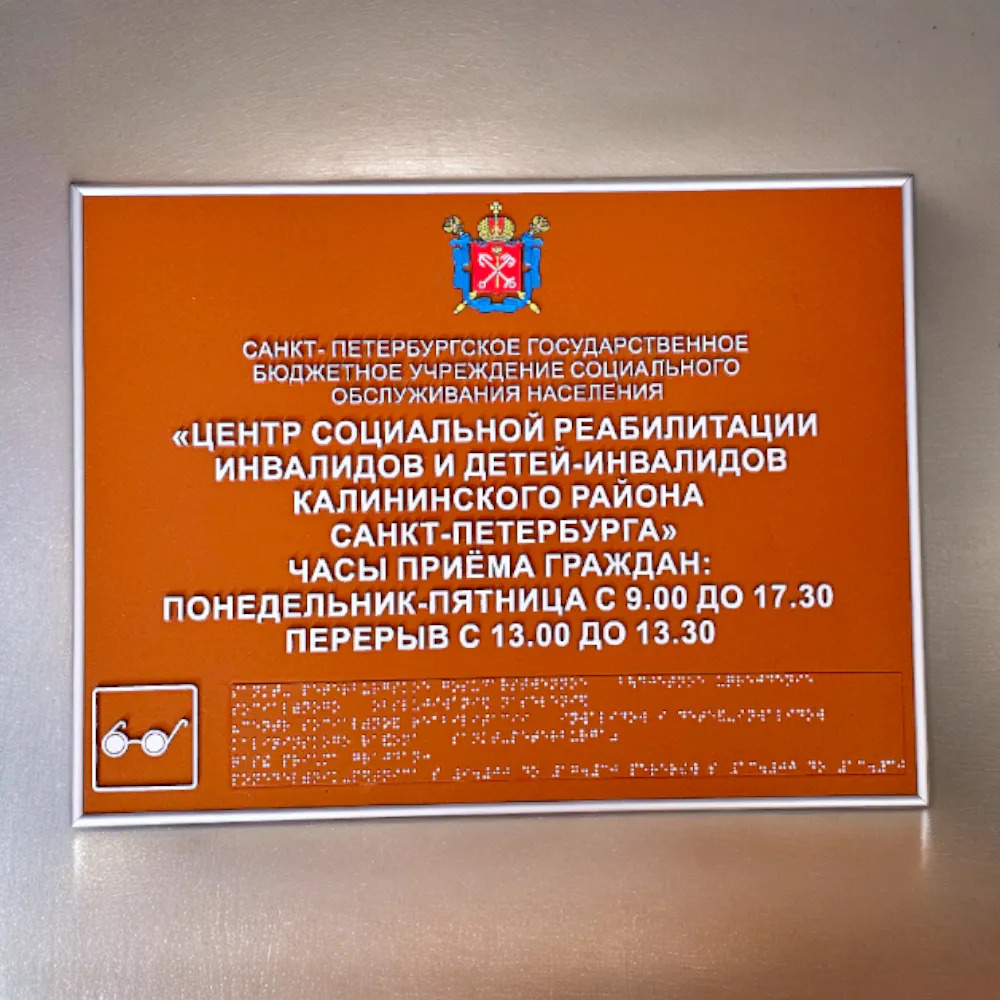 САНКТ- ПЕТЕРБУРГСКОЕ ГОСУДАРСТВЕННОЕ
БЮДЖЕТНОЕ УЧРЕЖДЕНИЕ СОЦИАЛЬНОГО
ОБСЛУЖИВАНИЯ НАСЕЛЕНИЯ
«ЦЕНТР СОЦИАЛЬНОЙ РЕАБИЛИТАЦИИ
ИНВАЛИДОВ И ДЕТЕЙ-ИНВАЛИДОВ
КАЛИНИНСКОГО РАЙОНА
САНКТ-ПЕТЕРБУРГА»
ЧАСЫ ПРИЁМА ГРАЖДАН:
ПОНЕДЕЛЬНИК-ПЯТНИЦА С 9.00 ДО 17.30
ПЕРЕРЫВ С 13.00 ДО 13.30